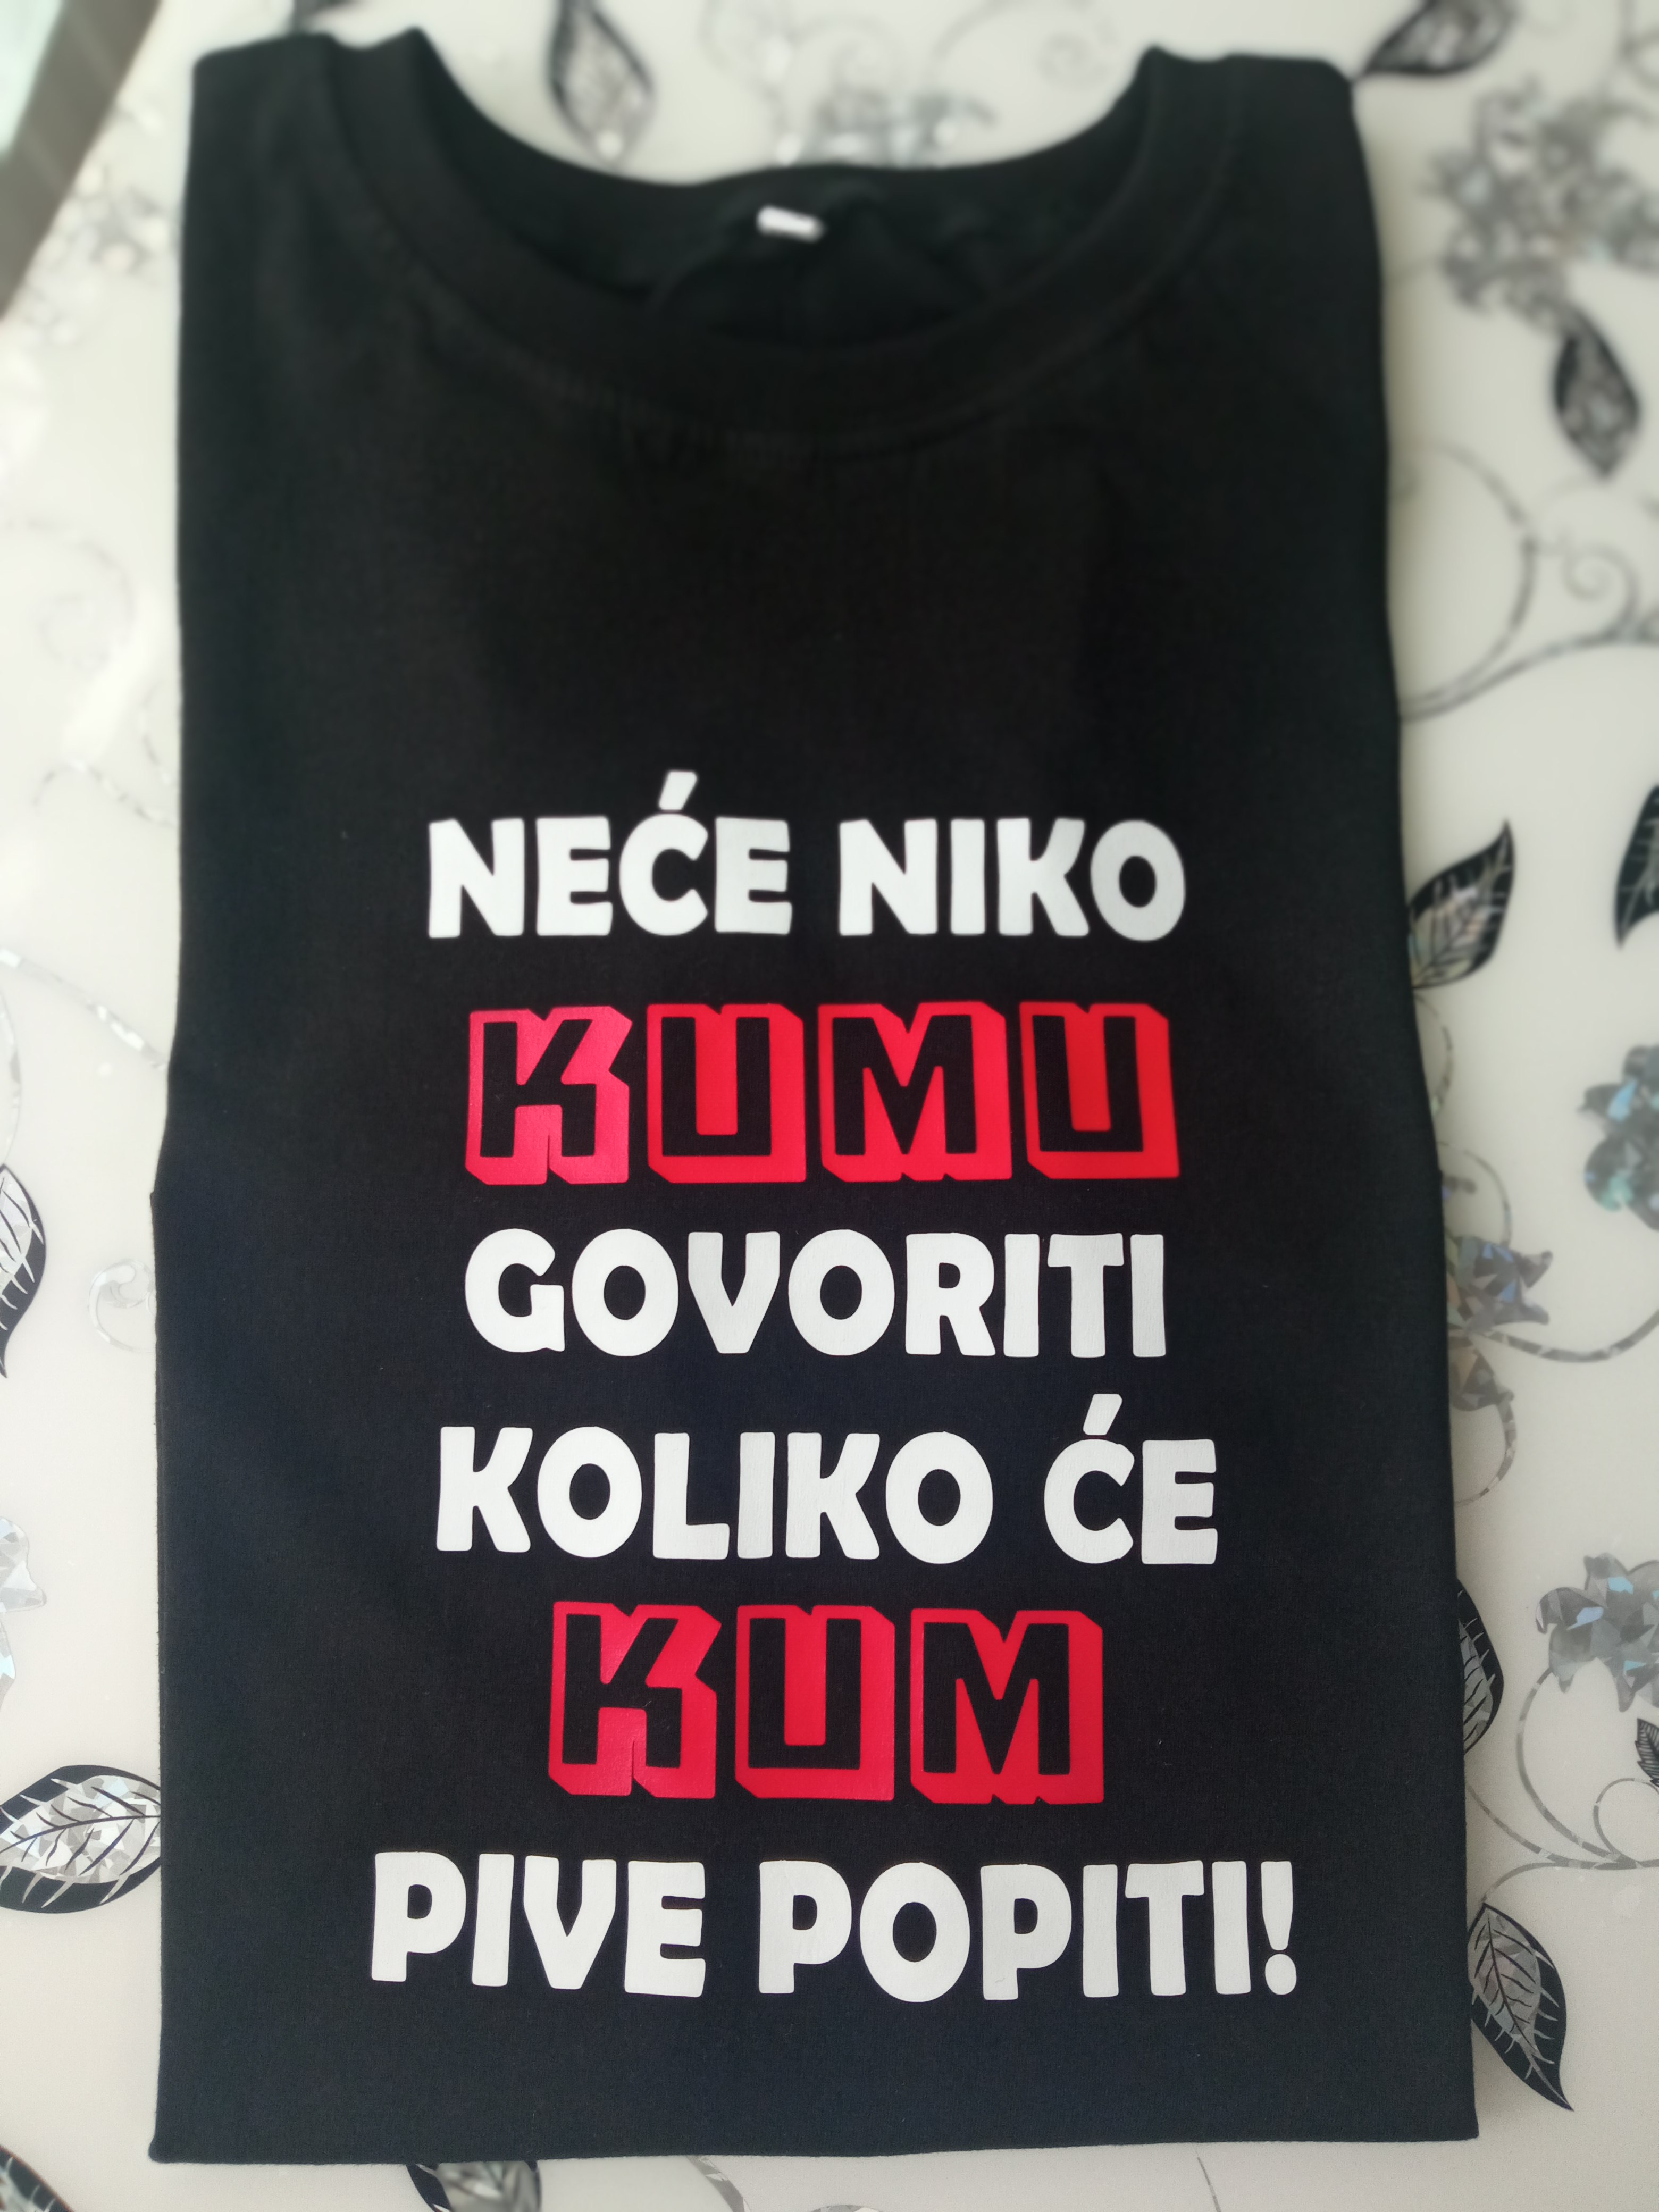 NEĆE NIKO
KUMU
GOVORITI
KOLIKO ĆE
KUM
PIVE POPITI!